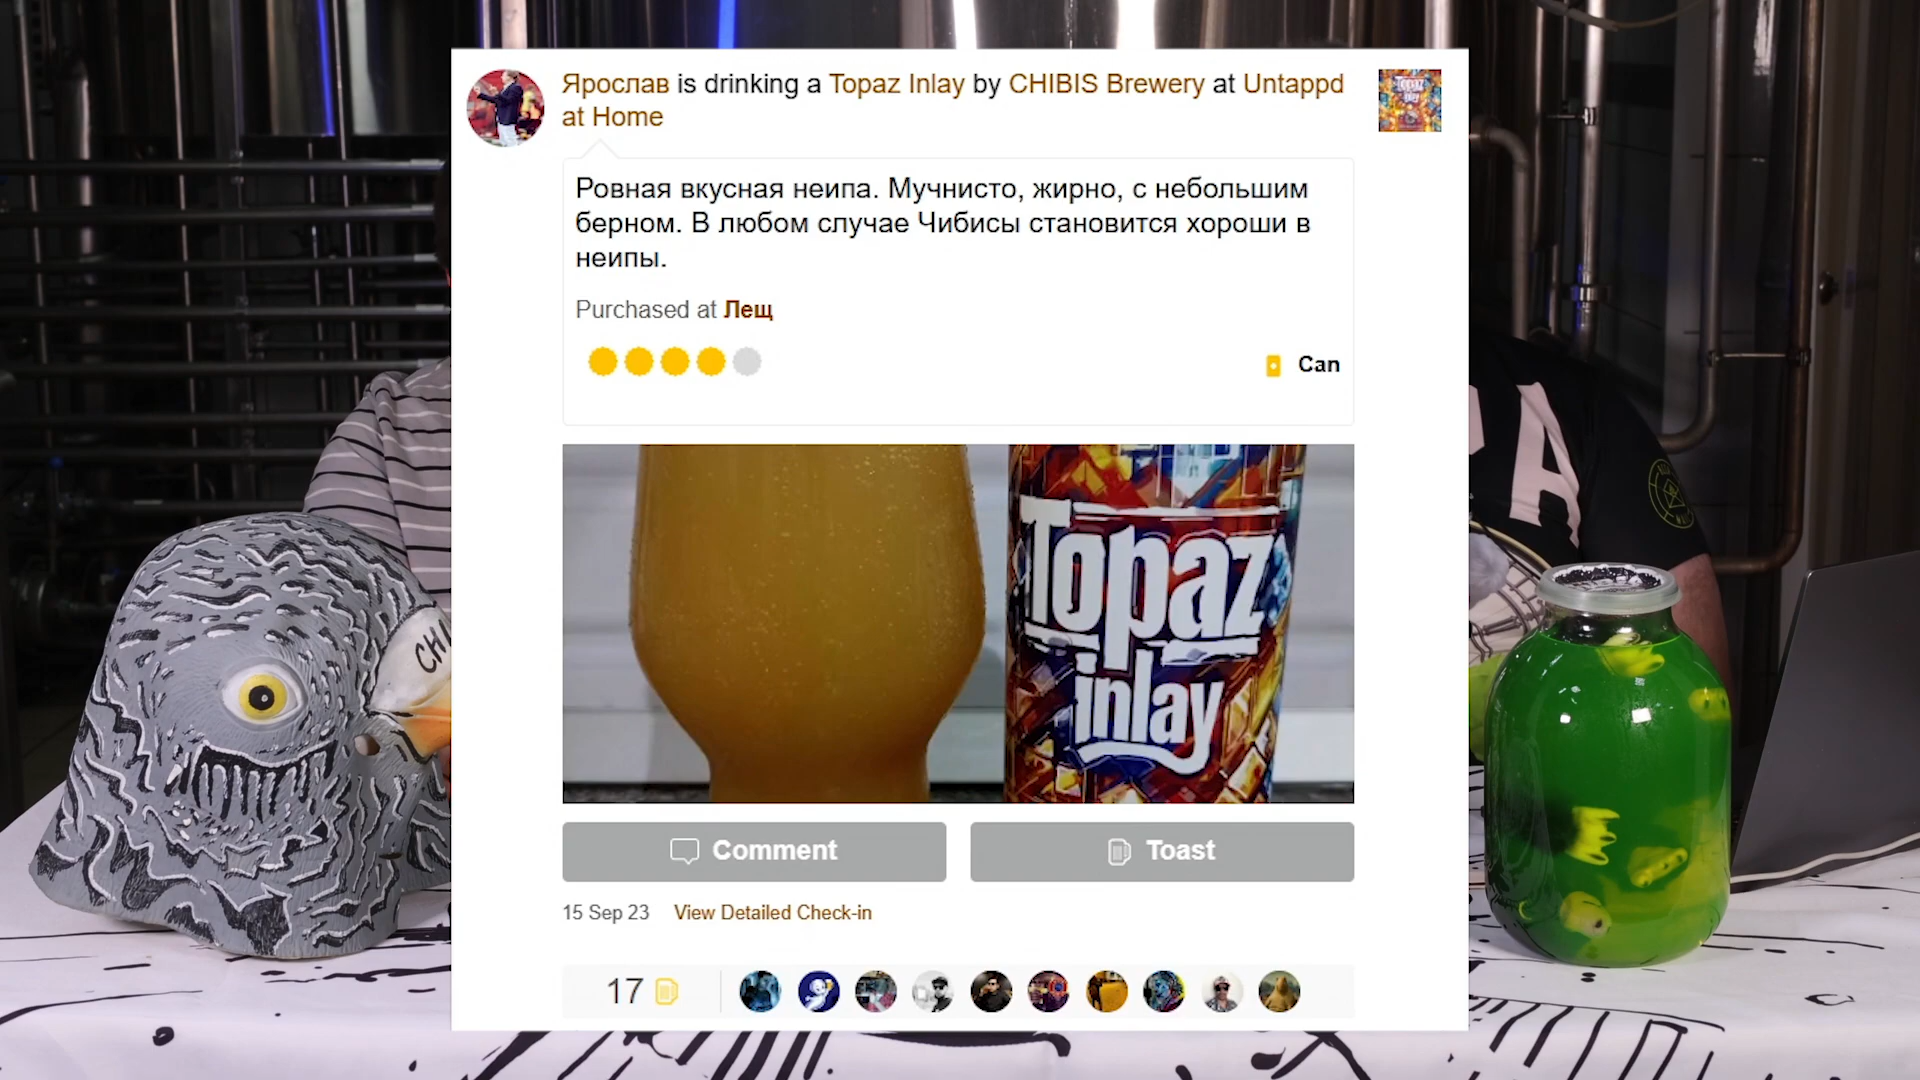 Ярослав is drinking a Topaz Inlay by CHIBIS Brewery at Untappd
at Home
Ровная вкусная неипа. Мучнисто, жирно, с небольшим
берном. В любом случае Чибисы становится хороши в
неипы.
Purchased at Лещ
Can
Topaz
inlay
Comment
Toast
15 Sep 23 View Detailed Check-in
17
CHI
A